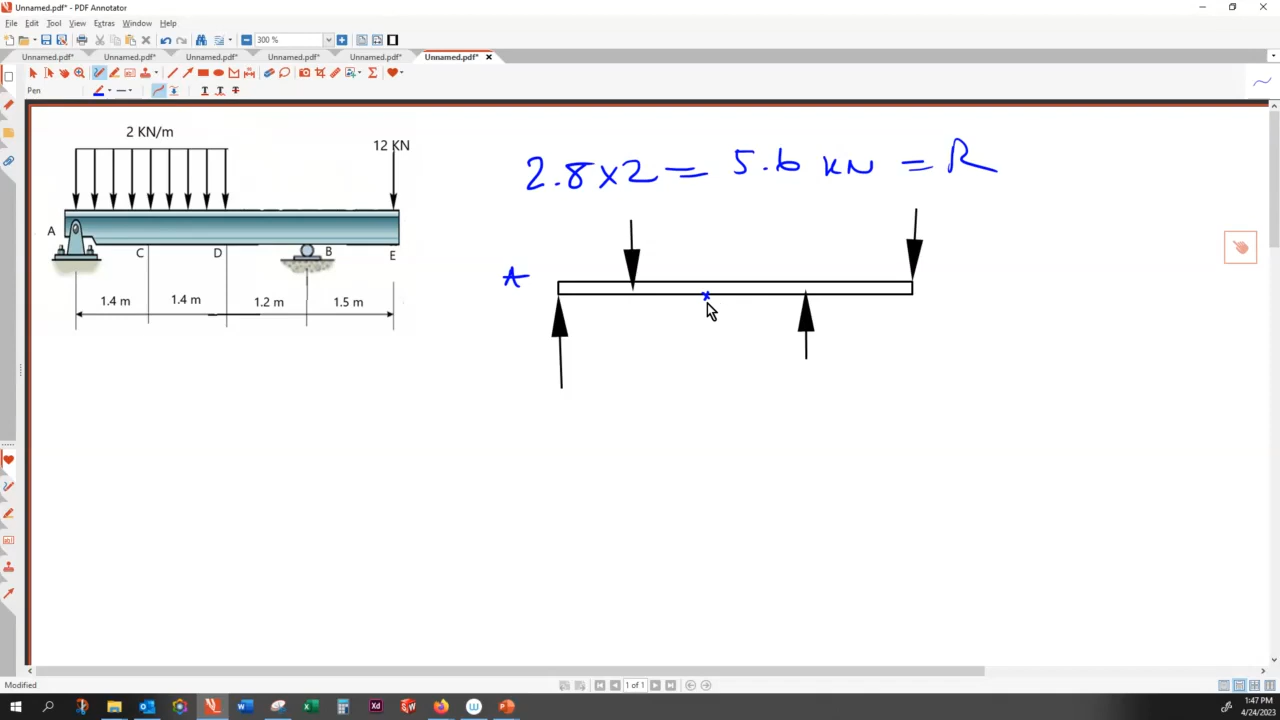 Unnamed.pdf* - PDF Annotator
File Edit Tool View Extras Window Help
300 %
Unnamed.pdf* Unnamed.pdf* Unnamed.pdf* Unnamed.pdf* Unnamed.pdf* Unnamed.pdf*
Pen
2 KN/m
12 KN
2.8x2 = 5.6 KN = R
A
C
D
B
E
A
1.4 m
1.4 m
1.2 m
1.5 m
Modified
1 of 1
1:47 PM
4/24/2023